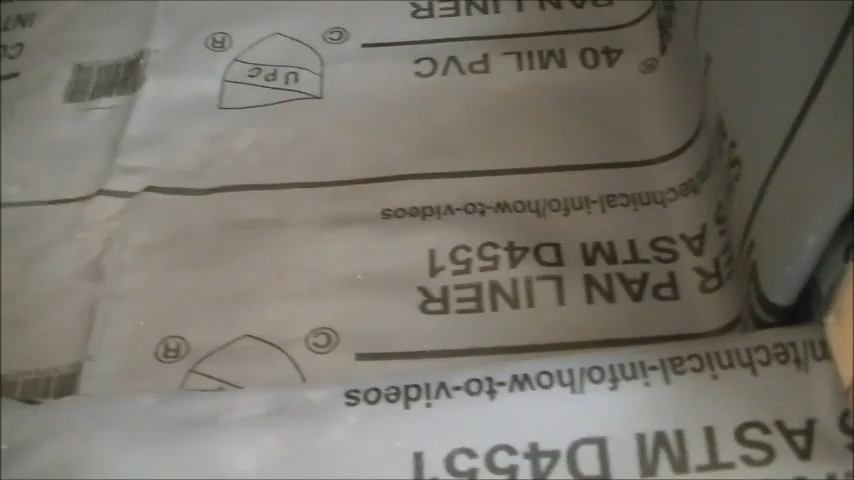 ASTM D4551
/technical-info/how-to-videos
© ®
PAN LINER
ASTM D4551
technical-info/how-to-videos
® 40 MIL PVC
UPC
© ®
PAN LINER